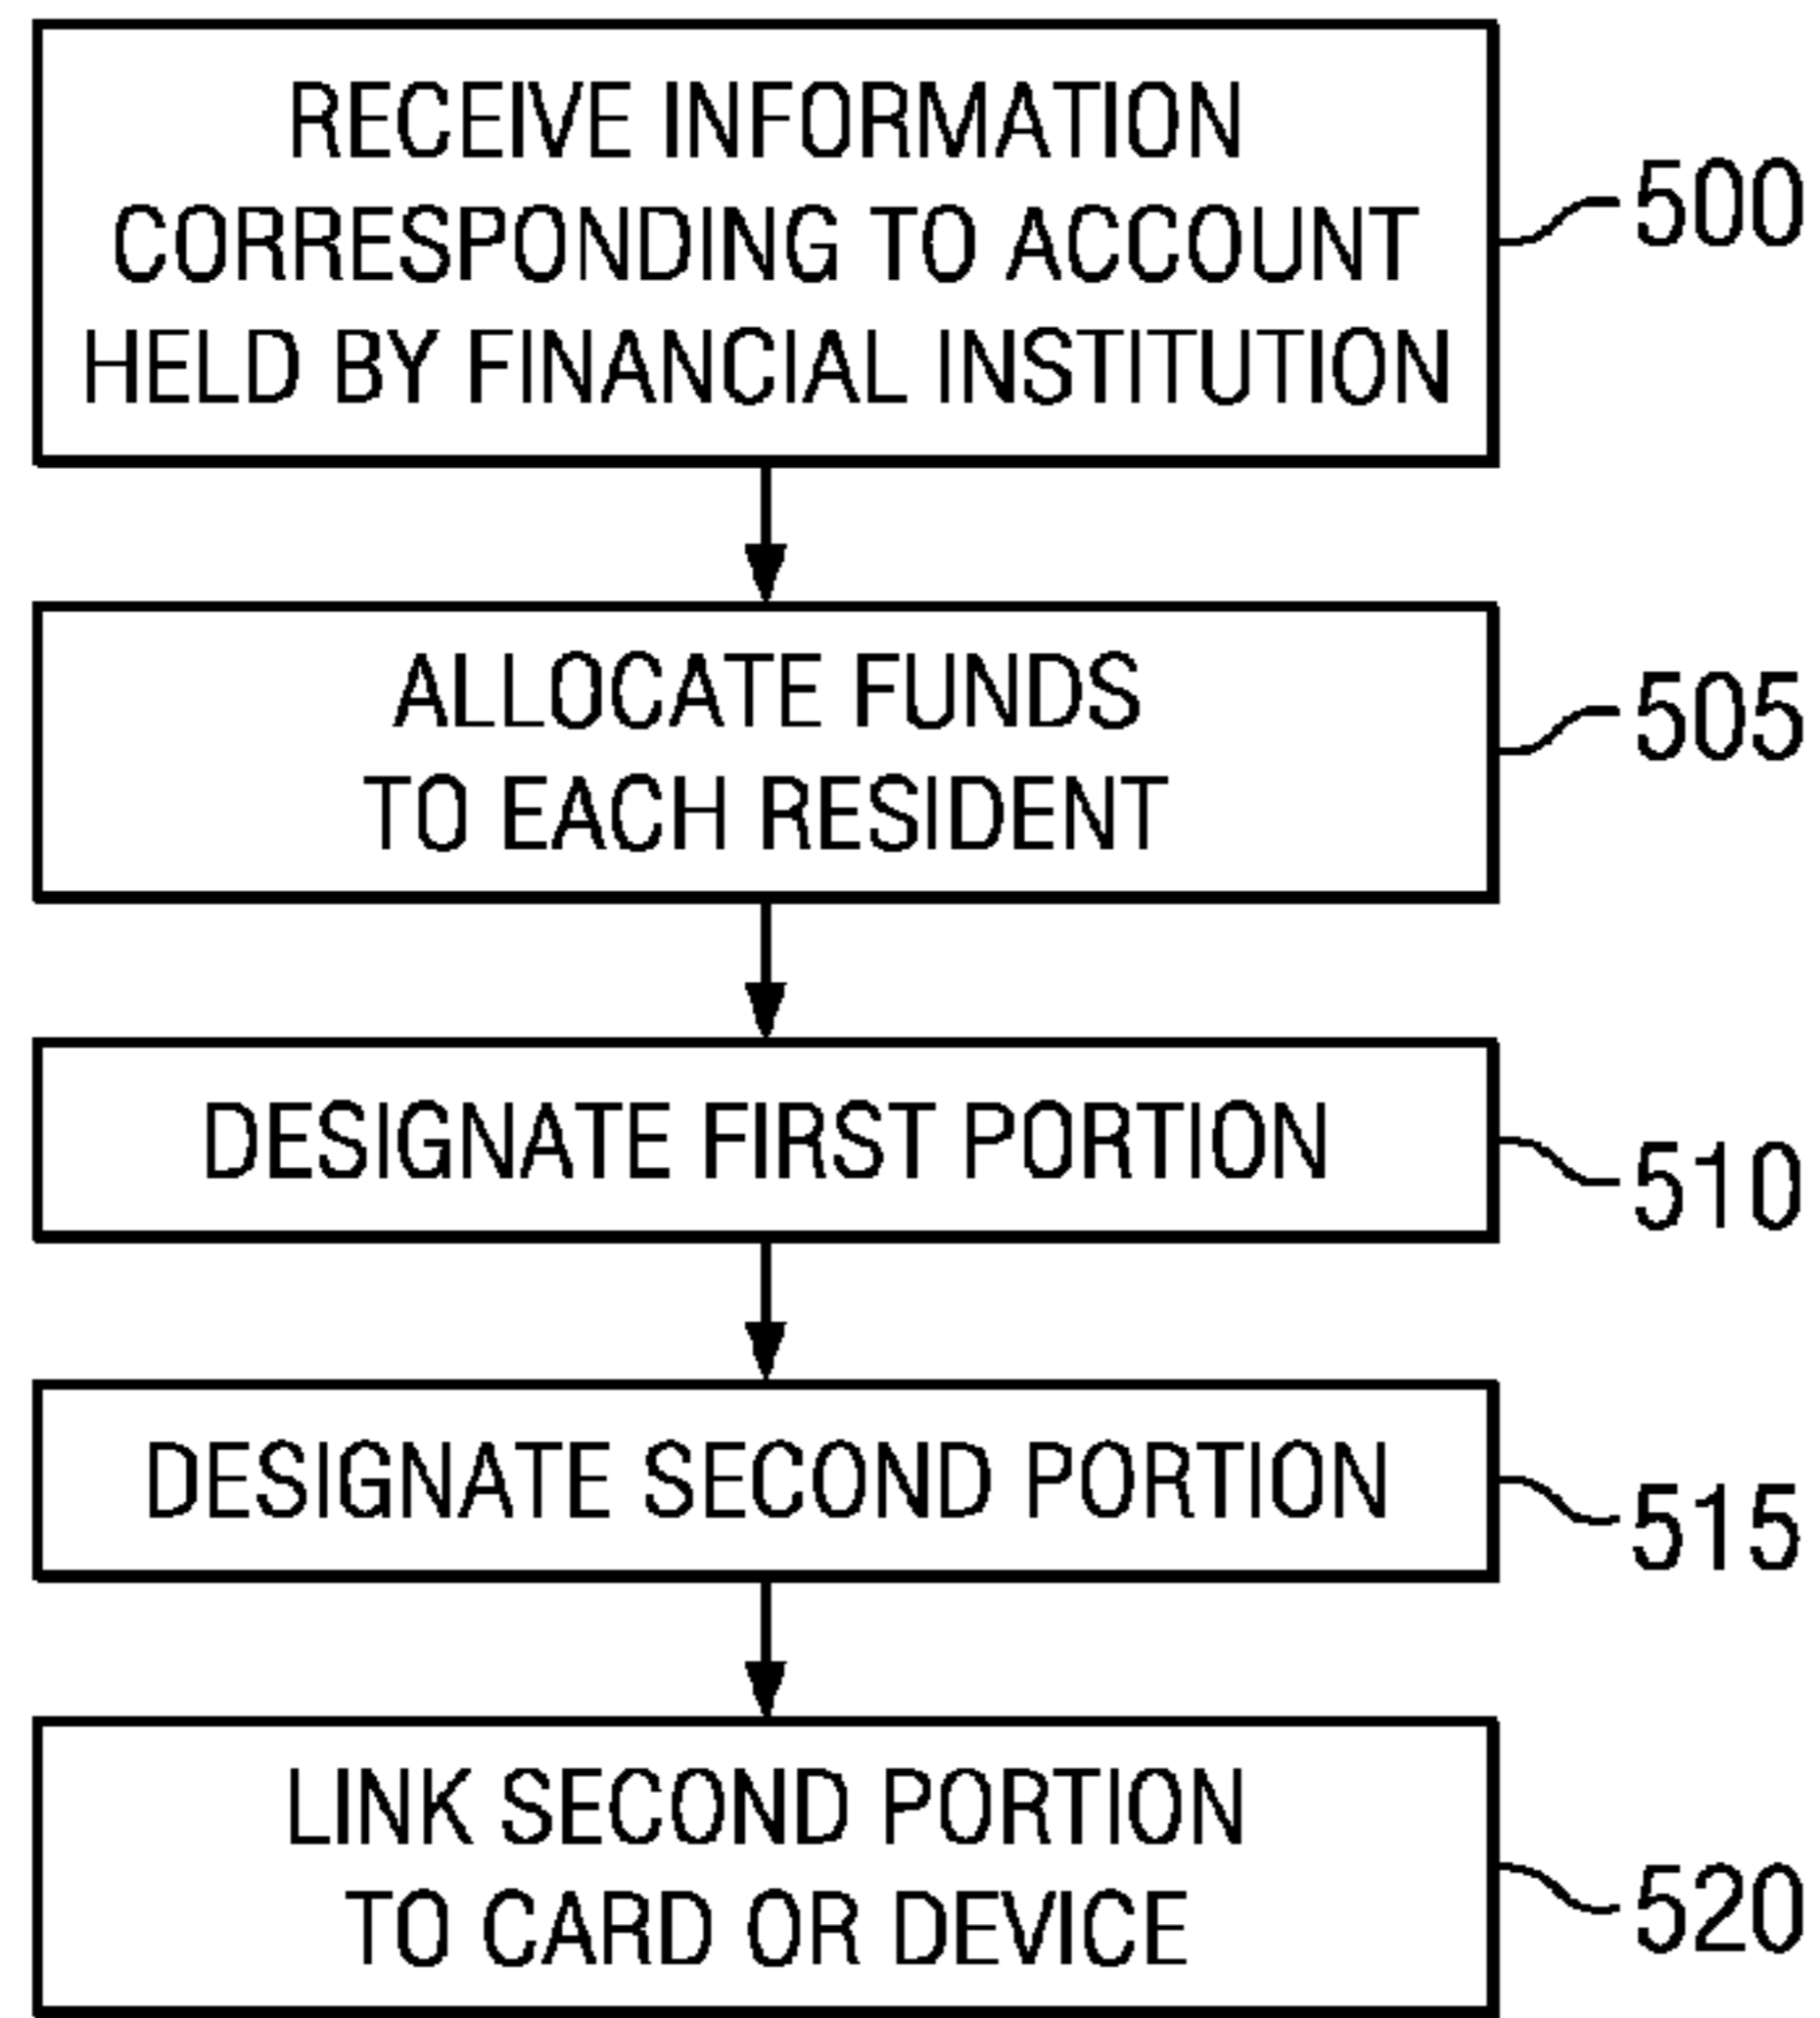 RECEIVE INFORMATION
CORRESPONDING TO ACCOUNT
HELD BY FINANCIAL INSTITUTION
500
ALLOCATE FUNDS
TO EACH RESIDENT
505
DESIGNATE FIRST PORTION
510
DESIGNATE SECOND PORTION
515
LINK SECOND PORTION
TO CARD OR DEVICE
520